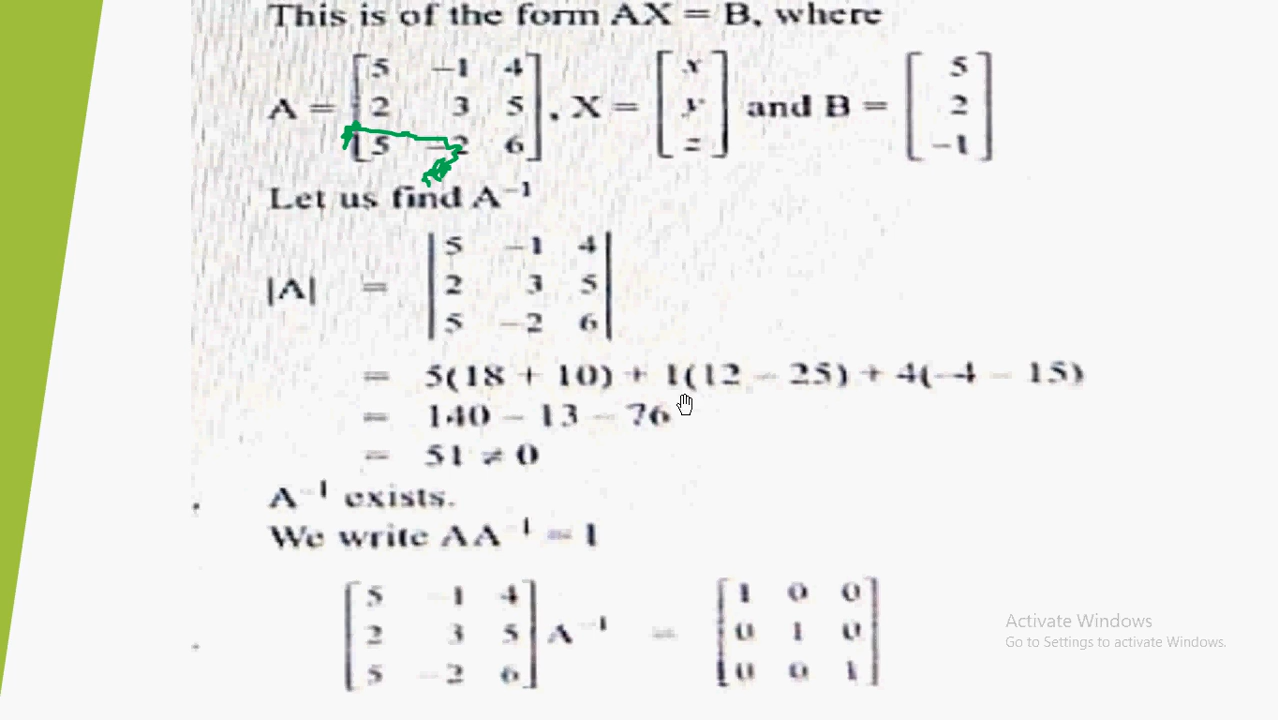 This is of the form AX = B, where
A = [5 -1 4] , X = [x] and B = [5]
[2 3 5] [y] [2]
[5 -2 6] [z] [-1]
Let us find A⁻¹
|A| = |5 -1 4|
|2 3 5|
|5 -2 6|
= 5(18 + 10) + 1(12 - 25) + 4(-4 - 15)
= 140 - 13 - 76
= 51 ≠ 0
A⁻¹ exists.
We write AA⁻¹ = I
[5 -1 4] A⁻¹ = [1 0 0]
[2 3 5] [0 1 0]
[5 -2 6] [0 0 1]
Activate Windows
Go to Settings to activate Windows.